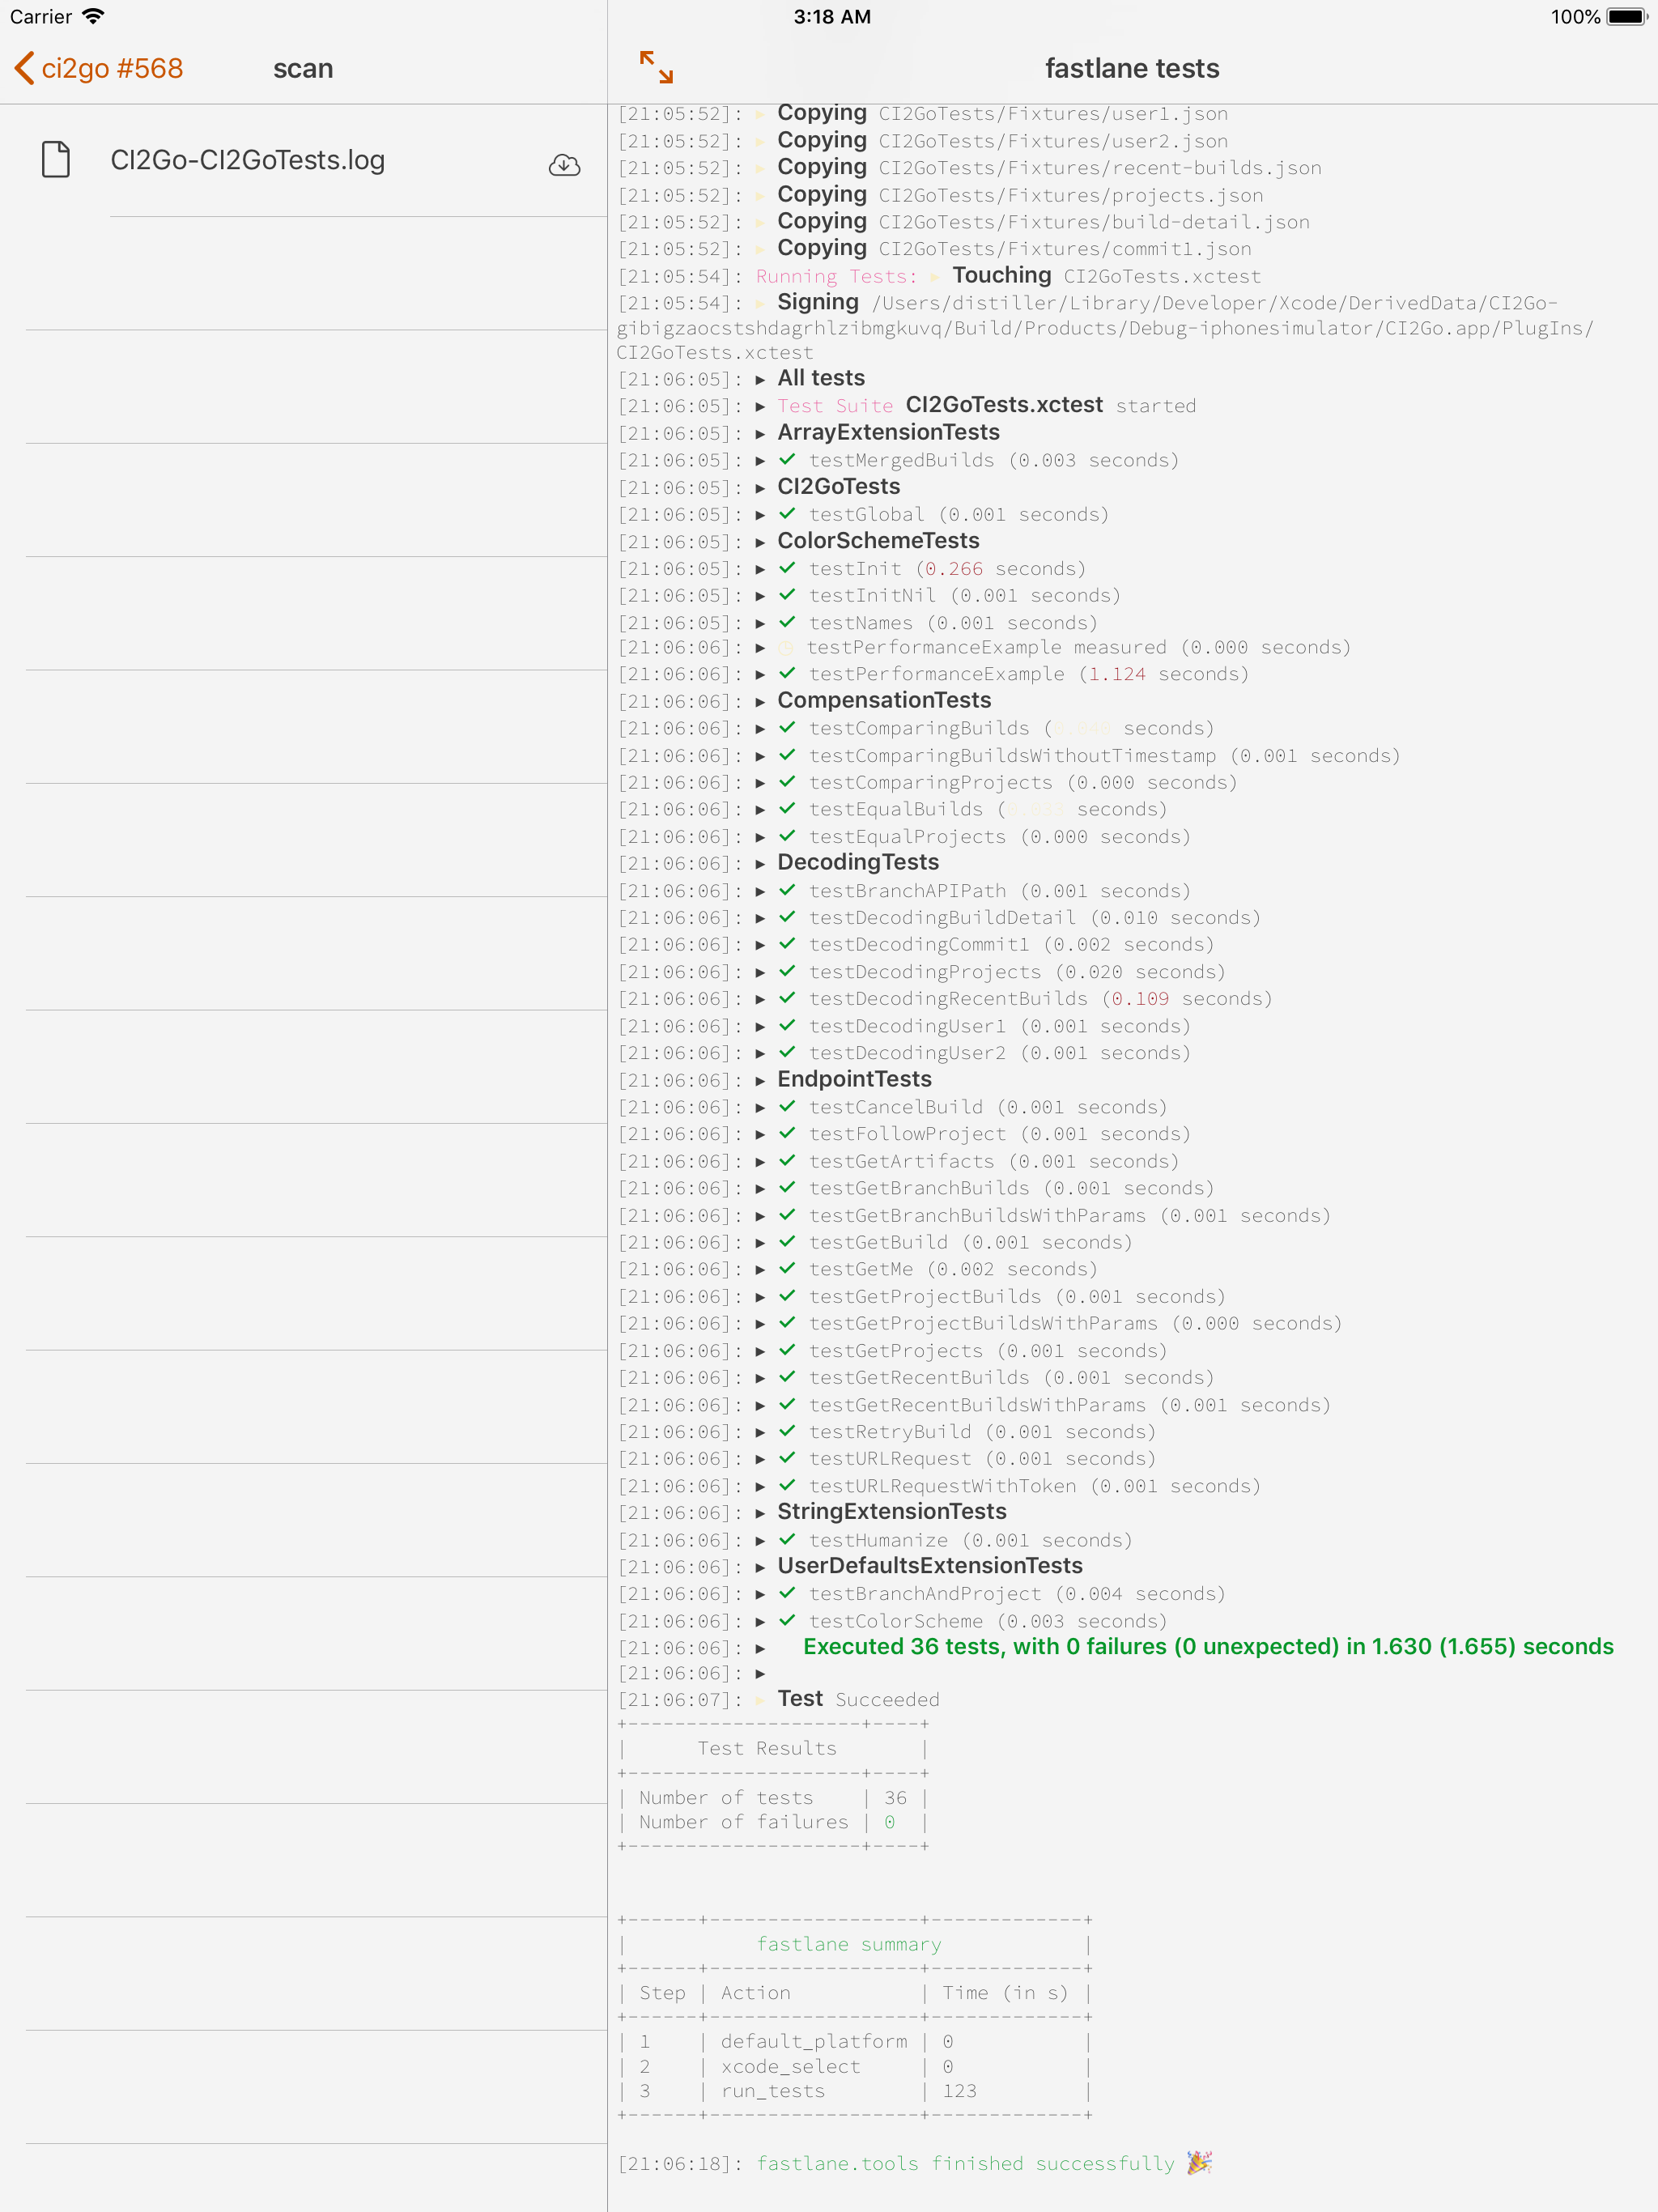 Carrier
3:18 AM
100%
ci2go #568
scan
fastlane tests
CI2Go-CI2GoTests.log
[21:05:52]: ▸ Copying CI2GoTests/Fixtures/user1.json
[21:05:52]: ▸ Copying CI2GoTests/Fixtures/user2.json
[21:05:52]: ▸ Copying CI2GoTests/Fixtures/recent-builds.json
[21:05:52]: ▸ Copying CI2GoTests/Fixtures/projects.json
[21:05:52]: ▸ Copying CI2GoTests/Fixtures/build-detail.json
[21:05:52]: ▸ Copying CI2GoTests/Fixtures/commit1.json
[21:05:54]: Running Tests: ▸ Touching CI2GoTests.xctest
[21:05:54]: ▸ Signing /Users/distiller/Library/Developer/Xcode/DerivedData/CI2Go-
gibigzaocstshdagrhlzibmgkuvq/Build/Products/Debug-iphonesimulator/CI2Go.app/PlugIns/
CI2GoTests.xctest
[21:06:05]: ▸ All tests
[21:06:05]: ▸ Test Suite CI2GoTests.xctest started
[21:06:05]: ▸ ArrayExtensionTests
[21:06:05]: ▸ ✓ testMergedBuilds (0.003 seconds)
[21:06:05]: ▸ CI2GoTests
[21:06:05]: ▸ ✓ testGlobal (0.001 seconds)
[21:06:05]: ▸ ColorSchemeTests
[21:06:05]: ▸ ✓ testInit (0.266 seconds)
[21:06:05]: ▸ ✓ testInitNil (0.001 seconds)
[21:06:05]: ▸ ✓ testNames (0.001 seconds)
[21:06:06]: ▸ ◷ testPerformanceExample measured (0.000 seconds)
[21:06:06]: ▸ ✓ testPerformanceExample (1.124 seconds)
[21:06:06]: ▸ CompensationTests
[21:06:06]: ▸ ✓ testComparingBuilds ( seconds)
[21:06:06]: ▸ ✓ testComparingBuildsWithoutTimestamp (0.001 seconds)
[21:06:06]: ▸ ✓ testComparingProjects (0.000 seconds)
[21:06:06]: ▸ ✓ testEqualBuilds ( seconds)
[21:06:06]: ▸ ✓ testEqualProjects (0.000 seconds)
[21:06:06]: ▸ DecodingTests
[21:06:06]: ▸ ✓ testBranchAPIPath (0.001 seconds)
[21:06:06]: ▸ ✓ testDecodingBuildDetail (0.010 seconds)
[21:06:06]: ▸ ✓ testDecodingCommit1 (0.002 seconds)
[21:06:06]: ▸ ✓ testDecodingProjects (0.020 seconds)
[21:06:06]: ▸ ✓ testDecodingRecentBuilds (0.109 seconds)
[21:06:06]: ▸ ✓ testDecodingUser1 (0.001 seconds)
[21:06:06]: ▸ ✓ testDecodingUser2 (0.001 seconds)
[21:06:06]: ▸ EndpointTests
[21:06:06]: ▸ ✓ testCancelBuild (0.001 seconds)
[21:06:06]: ▸ ✓ testFollowProject (0.001 seconds)
[21:06:06]: ▸ ✓ testGetArtifacts (0.001 seconds)
[21:06:06]: ▸ ✓ testGetBranchBuilds (0.001 seconds)
[21:06:06]: ▸ ✓ testGetBranchBuildsWithParams (0.001 seconds)
[21:06:06]: ▸ ✓ testGetBuild (0.001 seconds)
[21:06:06]: ▸ ✓ testGetMe (0.002 seconds)
[21:06:06]: ▸ ✓ testGetProjectBuilds (0.001 seconds)
[21:06:06]: ▸ ✓ testGetProjectBuildsWithParams (0.000 seconds)
[21:06:06]: ▸ ✓ testGetProjects (0.001 seconds)
[21:06:06]: ▸ ✓ testGetRecentBuilds (0.001 seconds)
[21:06:06]: ▸ ✓ testGetRecentBuildsWithParams (0.001 seconds)
[21:06:06]: ▸ ✓ testRetryBuild (0.001 seconds)
[21:06:06]: ▸ ✓ testURLRequest (0.001 seconds)
[21:06:06]: ▸ ✓ testURLRequestWithToken (0.001 seconds)
[21:06:06]: ▸ StringExtensionTests
[21:06:06]: ▸ ✓ testHumanize (0.001 seconds)
[21:06:06]: ▸ UserDefaultsExtensionTests
[21:06:06]: ▸ ✓ testBranchAndProject (0.004 seconds)
[21:06:06]: ▸ ✓ testColorScheme (0.003 seconds)
[21:06:06]: ▸ Executed 36 tests, with 0 failures (0 unexpected) in 1.630 (1.655) seconds
[21:06:06]: ▸
[21:06:07]: ▸ Test Succeeded
+--------------------+----+
|      Test Results       |
+--------------------+----+
| Number of tests    | 36 |
| Number of failures | 0  |
+--------------------+----+
+------+------------------+-------------+
|           fastlane summary            |
+------+------------------+-------------+
| Step | Action           | Time (in s) |
+------+------------------+-------------+
| 1    | default_platform | 0           |
| 2    | xcode_select     | 0           |
| 3    | run_tests        | 123         |
+------+------------------+-------------+
[21:06:18]: fastlane.tools finished successfully 🎉